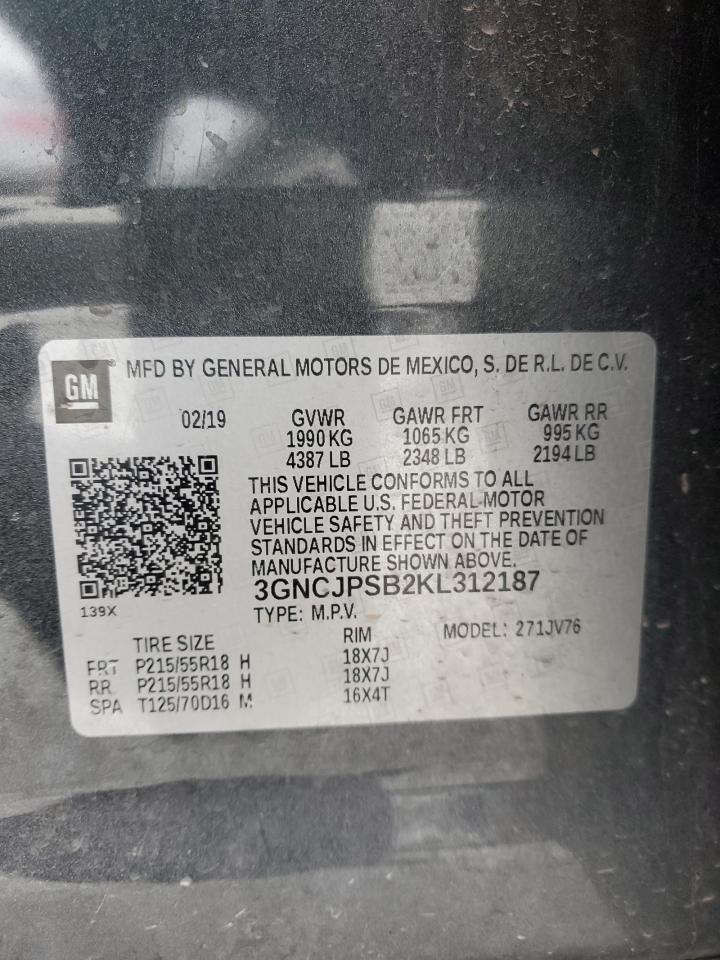 GM
MFD BY GENERAL MOTORS DE MEXICO, S. DE R.L. DE C.V.
02/19 GVWR GAWR FRT GAWR RR
1990 KG 1065 KG 995 KG
4387 LB 2348 LB 2194 LB
THIS VEHICLE CONFORMS TO ALL
APPLICABLE U.S. FEDERAL MOTOR
VEHICLE SAFETY AND THEFT PREVENTION
STANDARDS IN EFFECT ON THE DATE OF
MANUFACTURE SHOWN ABOVE.
3GNCJPSB2KL312187
139X
TYPE: M.P.V.
MODEL: 271JV76
TIRE SIZE RIM
FRT P215/55R18 H 18X7J
RR P215/55R18 H 18X7J
SPA T125/70D16 M 16X4T